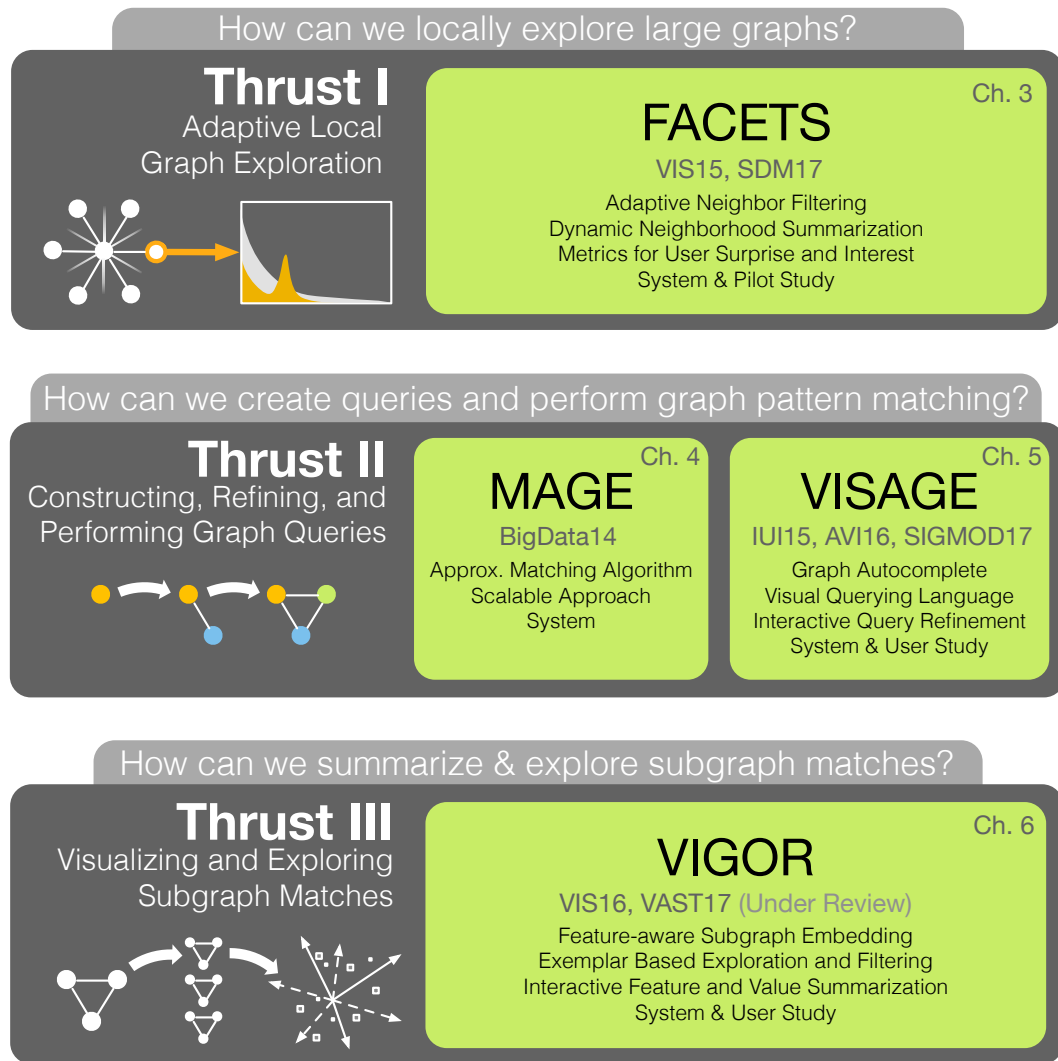 How can we locally explore large graphs?
Thrust I
Adaptive Local
Graph Exploration
Ch. 3
FACETS
VIS15, SDM17
Adaptive Neighbor Filtering
Dynamic Neighborhood Summarization
Metrics for User Surprise and Interest
System & Pilot Study
How can we create queries and perform graph pattern matching?
Thrust II
Constructing, Refining, and
Performing Graph Queries
Ch. 4
MAGE
BigData14
Approx. Matching Algorithm
Scalable Approach
System
Ch. 5
VISAGE
IUI15, AVI16, SIGMOD17
Graph Autocomplete
Visual Querying Language
Interactive Query Refinement
System & User Study
How can we summarize & explore subgraph matches?
Thrust III
Visualizing and Exploring
Subgraph Matches
Ch. 6
VIGOR
VIS16, VAST17 (Under Review)
Feature-aware Subgraph Embedding
Exemplar Based Exploration and Filtering
Interactive Feature and Value Summarization
System & User Study